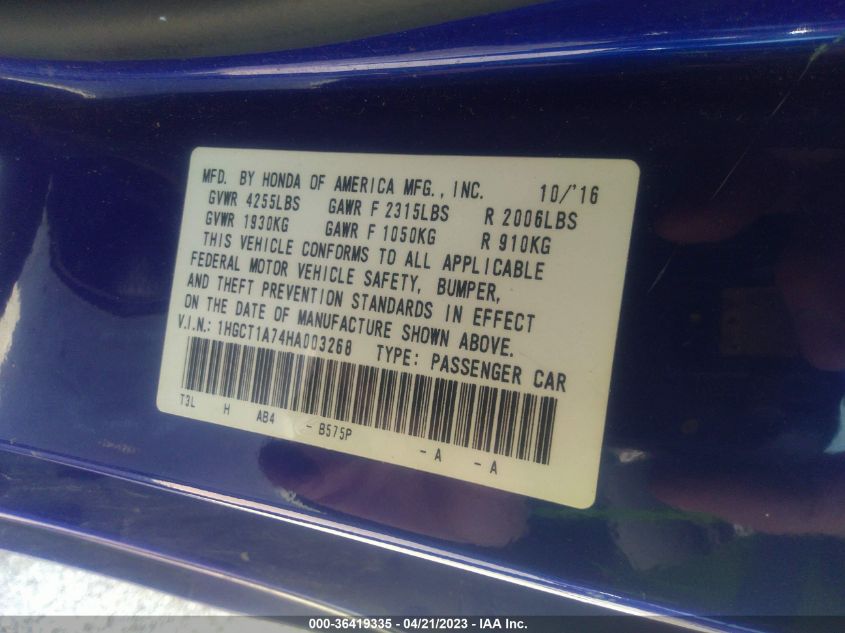 MFD. BY HONDA OF AMERICA MFG., INC. 10/'16
GVWR 4255LBS GAWR F 2315LBS R 2006LBS
GVWR 1930KG GAWR F 1050KG R 910KG
THIS VEHICLE CONFORMS TO ALL APPLICABLE
FEDERAL MOTOR VEHICLE SAFETY, BUMPER,
AND THEFT PREVENTION STANDARDS IN EFFECT
ON THE DATE OF MANUFACTURE SHOWN ABOVE.
V.I.N.: 1HGCT1A74HA003268 TYPE: PASSENGER CAR
T3L H AB4 - B575P - A - A
000-36419335 - 04/21/2023 - IAA Inc.